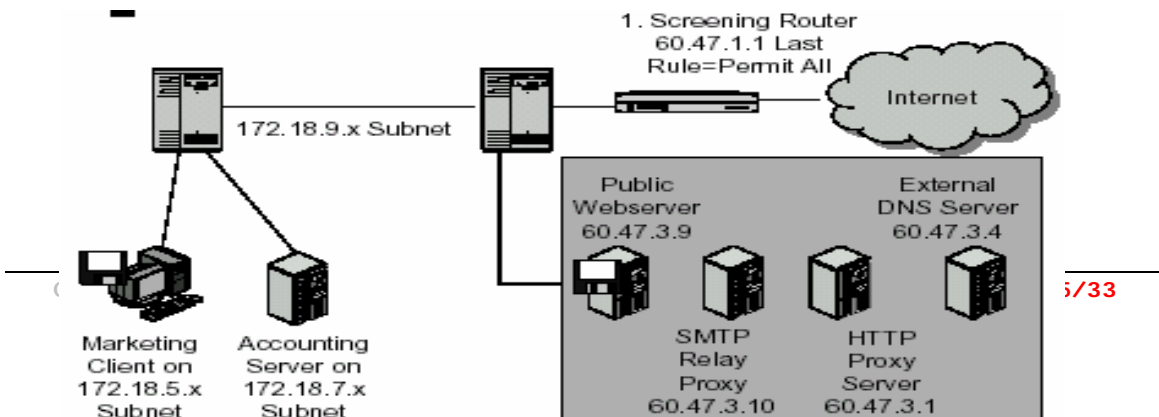 1. Screening Router
60.47.1.1 Last
Rule=Permit All
Internet
172.18.9.x Subnet
Public
Webserver
60.47.3.9
External
DNS Server
60.47.3.4
5/33
Marketing
Client on
172.18.5.x
Subnet
Accounting
Server on
172.18.7.x
Subnet
SMTP
Relay
Proxy
60.47.3.10
HTTP
Proxy
Server
60.47.3.1